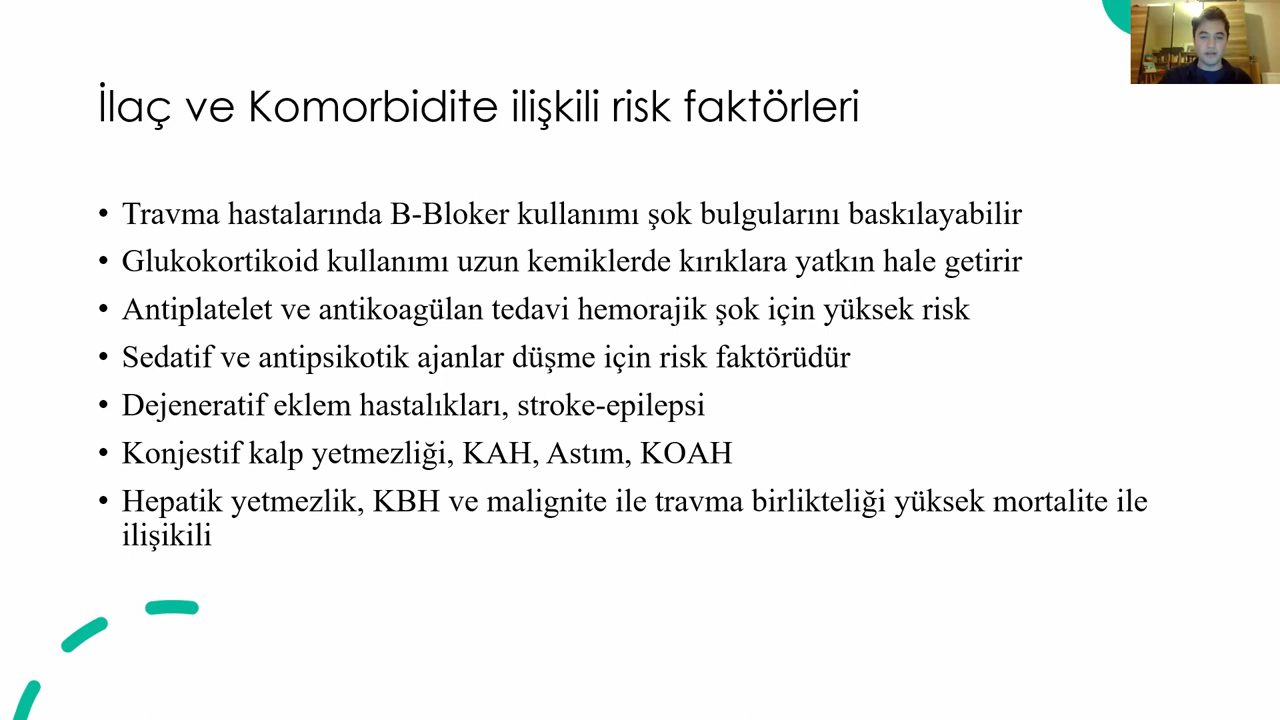 İlaç ve Komorbidite ilişkili risk faktörleri
• Travma hastalarında B-Bloker kullanımı şok bulgularını baskılayabilir
• Glukokortikoid kullanımı uzun kemiklerde kırıklara yatkın hale getirir
• Antiplatelet ve antikoagülan tedavi hemorajik şok için yüksek risk
• Sedatif ve antipsikotik ajanlar düşme için risk faktörüdür
• Dejeneratif eklem hastalıkları, stroke-epilepsi
• Konjestif kalp yetmezliği, KAH, Astım, KOAH
• Hepatik yetmezlik, KBH ve malignite ile travma birlikteliği yüksek mortalite ile
ilişikili